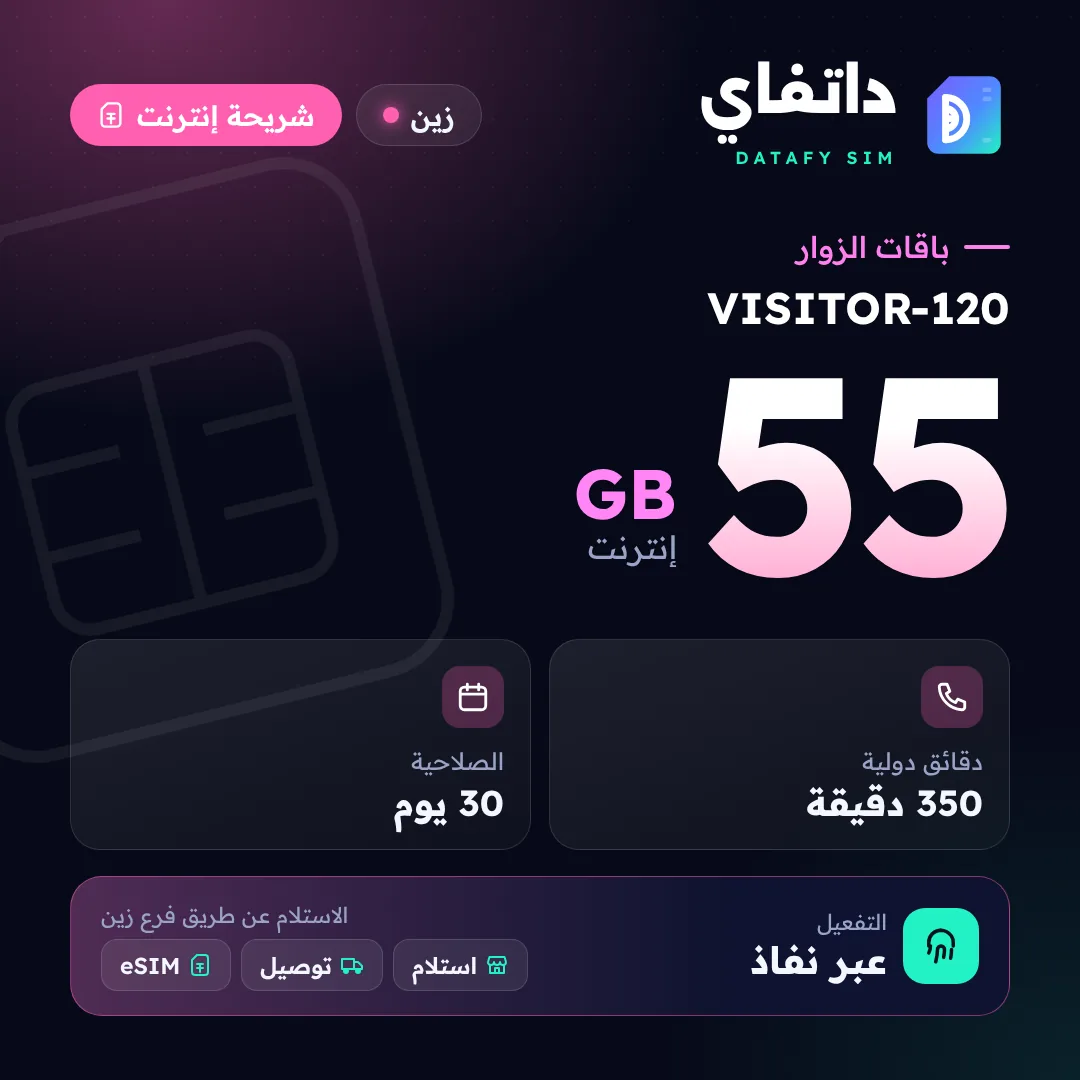 داتفاي
DATAFY SIM
زين
شريحة إنترنت
باقات الزوار
VISITOR-120
55
GB
إنترنت
دقائق دولية
350 دقيقة
الصلاحية
30 يوم
التفعيل
عبر نفاذ
الاستلام عن طريق فرع زين
استلام
توصيل
eSIM